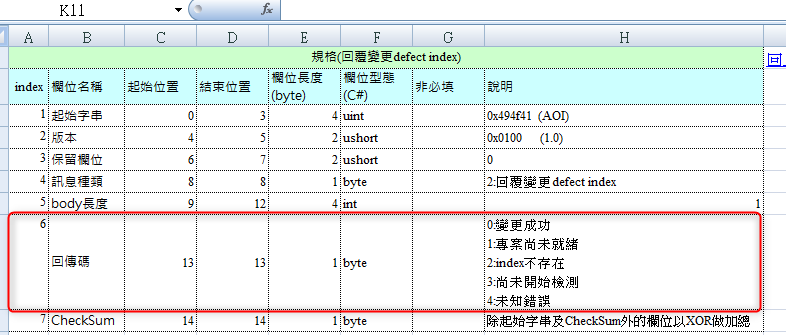 K11
A B C D E F G H
規格(回覆變更defect index)
回
index 欄位名稱 起始位置 結束位置 欄位長度(byte) 欄位型態(C#) 非必填 說明
1 起始字串 0 3 4 uint 0x494f41 (AOI)
2 版本 4 5 2 ushort 0x0100 (1.0)
3 保留欄位 6 7 2 ushort 0
4 訊息種類 8 8 1 byte 2:回覆變更defect index
5 body長度 9 12 4 int 1
6 回傳碼 13 13 1 byte 0:變更成功
1:專案尚未就緒
2:index不存在
3:尚未開始檢測
4:未知錯誤
7 CheckSum 14 14 1 byte 除起始字串及CheckSum外的欄位以XOR做加總